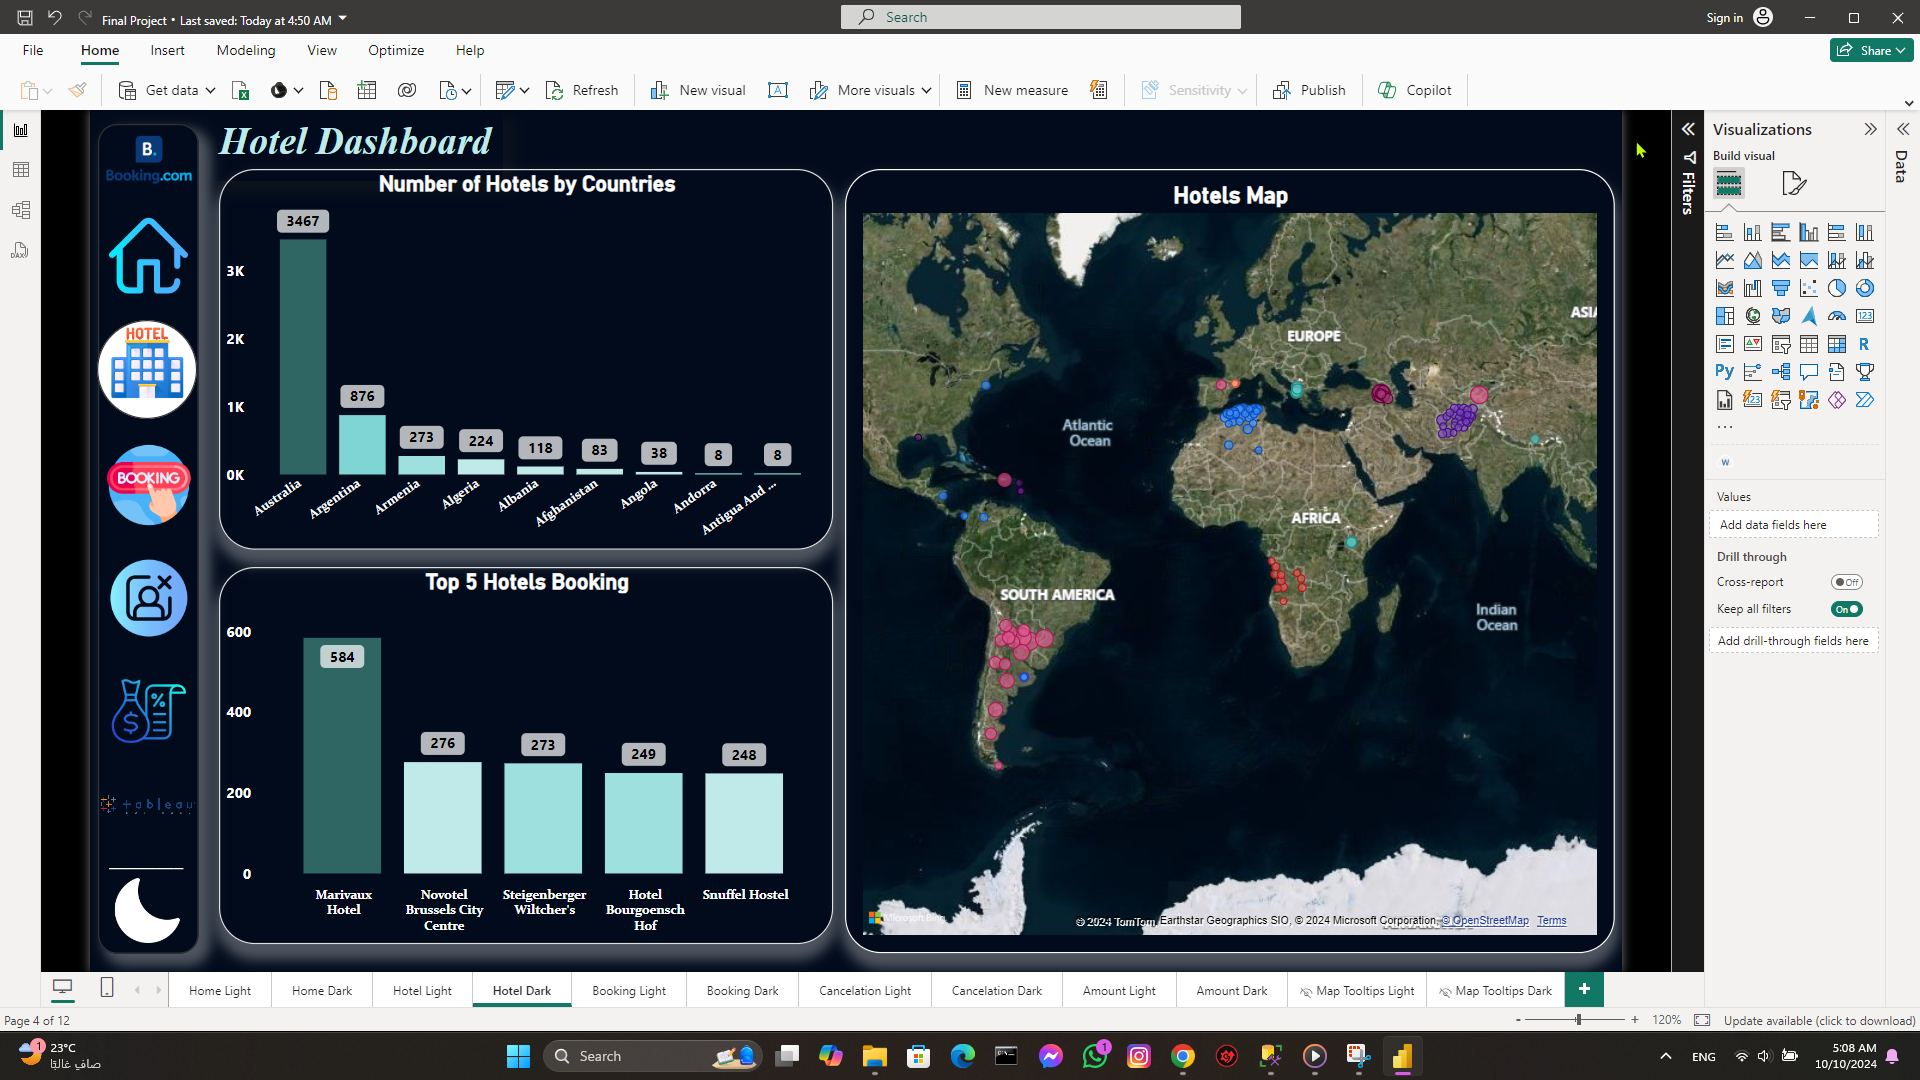 Final Project • Last saved: Today at 4:50 AM
Search
Sign in
File
Home
Insert
Modeling
View
Optimize
Help
Share
Get data
Refresh
New visual
More visuals
New measure
Sensitivity
Publish
Copilot
B.
Booking.com
HOTEL
BOOKING
Hotel Dashboard
Number of Hotels by Countries
3467
876
273
224
118
83
38
8
8
3K
2K
1K
0K
Australia
Argentina
Armenia
Algeria
Albania
Afghanistan
Angola
Andorra
Antigua And ...
Top 5 Hotels Booking
600
400
200
0
584
276
273
249
248
Marivaux
Hotel
Novotel
Brussels City
Centre
Steigenberger
Wiltcher's
Hotel
Bourgoensch
Hof
Snuffel Hostel
Hotels Map
EUROPE
ASIA
Atlantic
Ocean
AFRICA
SOUTH AMERICA
Indian
Ocean
© 2024 TomTom, Earthstar Geographics SIO, © 2024 Microsoft Corporation, © OpenStreetMap Terms
Filters
Visualizations
Build visual
Values
Add data fields here
Drill through
Cross-report
Off
Keep all filters
On
Add drill-through fields here
Data
Home Light
Home Dark
Hotel Light
Hotel Dark
Booking Light
Booking Dark
Cancelation Light
Cancelation Dark
Amount Light
Amount Dark
Map Tooltips Light
Map Tooltips Dark
Page 4 of 12
120%
Update available (click to download)
23°C
صافٍ غالبًا
Search
ENG
5:08 AM
10/10/2024